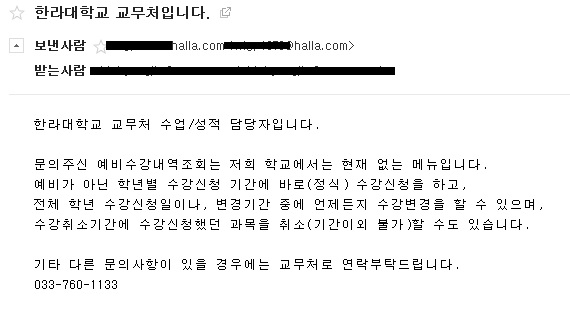 한라대학교 교무처입니다.
보낸사람 halla.com @halla.com>
받는사람
한라대학교 교무처 수업/성적 담당자입니다.
문의주신 예비수강내역조회는 저희 학교에서는 현재 없는 메뉴입니다.
예비가 아닌 학년별 수강신청 기간에 바로(정식) 수강신청을 하고,
전체 학년 수강신청일이나, 변경기간 중에 언제든지 수강변경을 할 수 있으며,
수강취소기간에 수강신청했던 과목을 취소(기간이외 불가)할 수도 있습니다.
기타 다른 문의사항이 있을 경우에는 교무처로 연락부탁드립니다.
033-760-1133